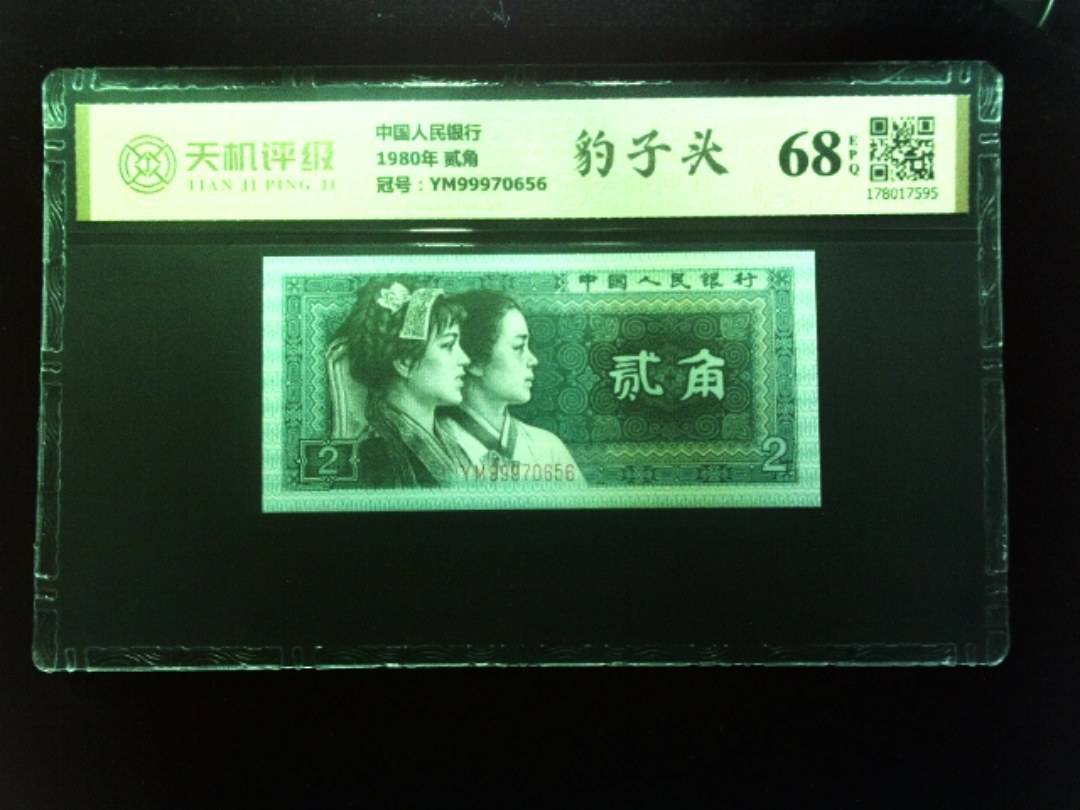 天机评级
TIAN JI PING JI
中国人民银行
1980年 贰角
冠号：YM99970656
豹子头
68
EPQ
178017595
中国人民银行
贰角
2
2
YM99970656